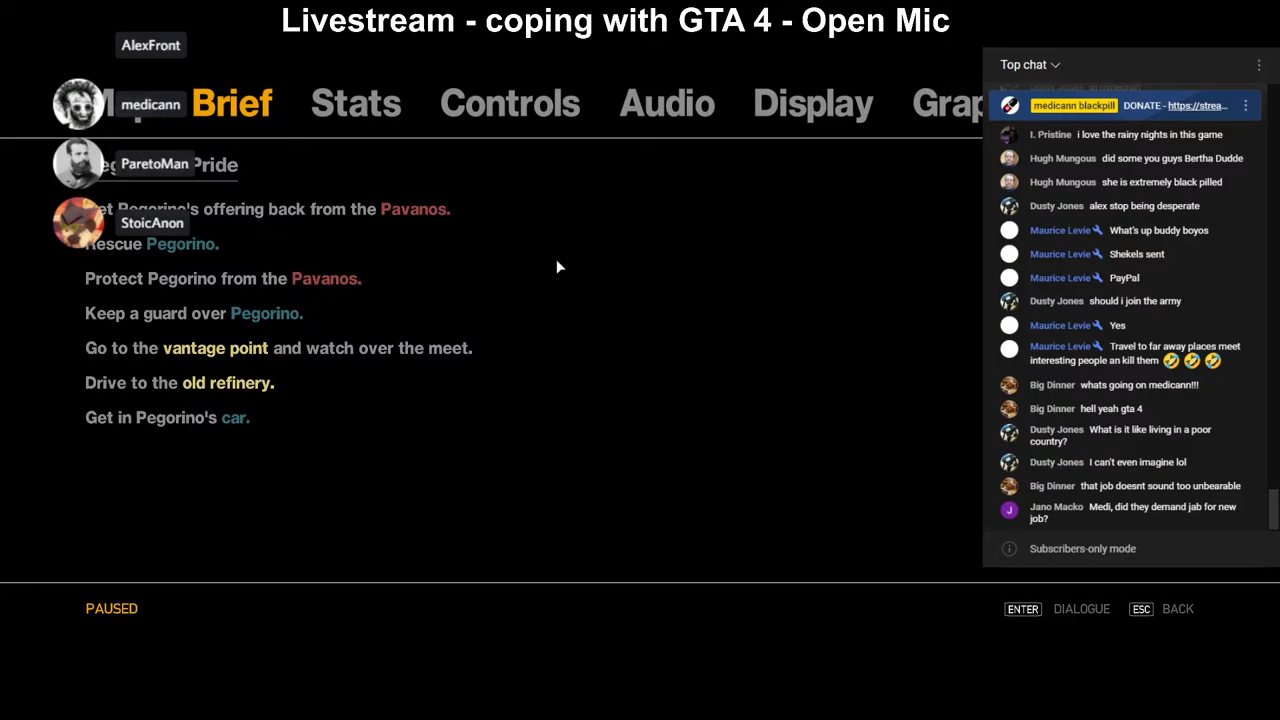 Livestream - coping with GTA 4 - Open Mic
AlexFront
medicann
ParetoMan
StoicAnon
Brief
Stats
Controls
Audio
Display
Grap
Pride
Pegorino's offering back from the Pavanos.
Rescue Pegorino.
Protect Pegorino from the Pavanos.
Keep a guard over Pegorino.
Go to the vantage point and watch over the meet.
Drive to the old refinery.
Get in Pegorino's car.
PAUSED
ENTER DIALOGUE ESC BACK
Top chat
medicann blackpill DONATE - https://strea...
I. Pristine i love the rainy nights in this game
Hugh Mungous did some you guys Bertha Dudde
Hugh Mungous she is extremely black pilled
Dusty Jones alex stop being desperate
Maurice Levie What's up buddy boyos
Maurice Levie Shekels sent
Maurice Levie PayPal
Dusty Jones should i join the army
Maurice Levie Yes
Maurice Levie Travel to far away places meet
interesting people an kill them 🤣 🤣 🤣
Big Dinner whats going on medicann!!!
Big Dinner hell yeah gta 4
Dusty Jones What is it like living in a poor
country?
Dusty Jones I can't even imagine lol
Big Dinner that job doesnt sound too unbearable
J
Jano Macko Medi, did they demand jab for new
job?
Subscribers-only mode